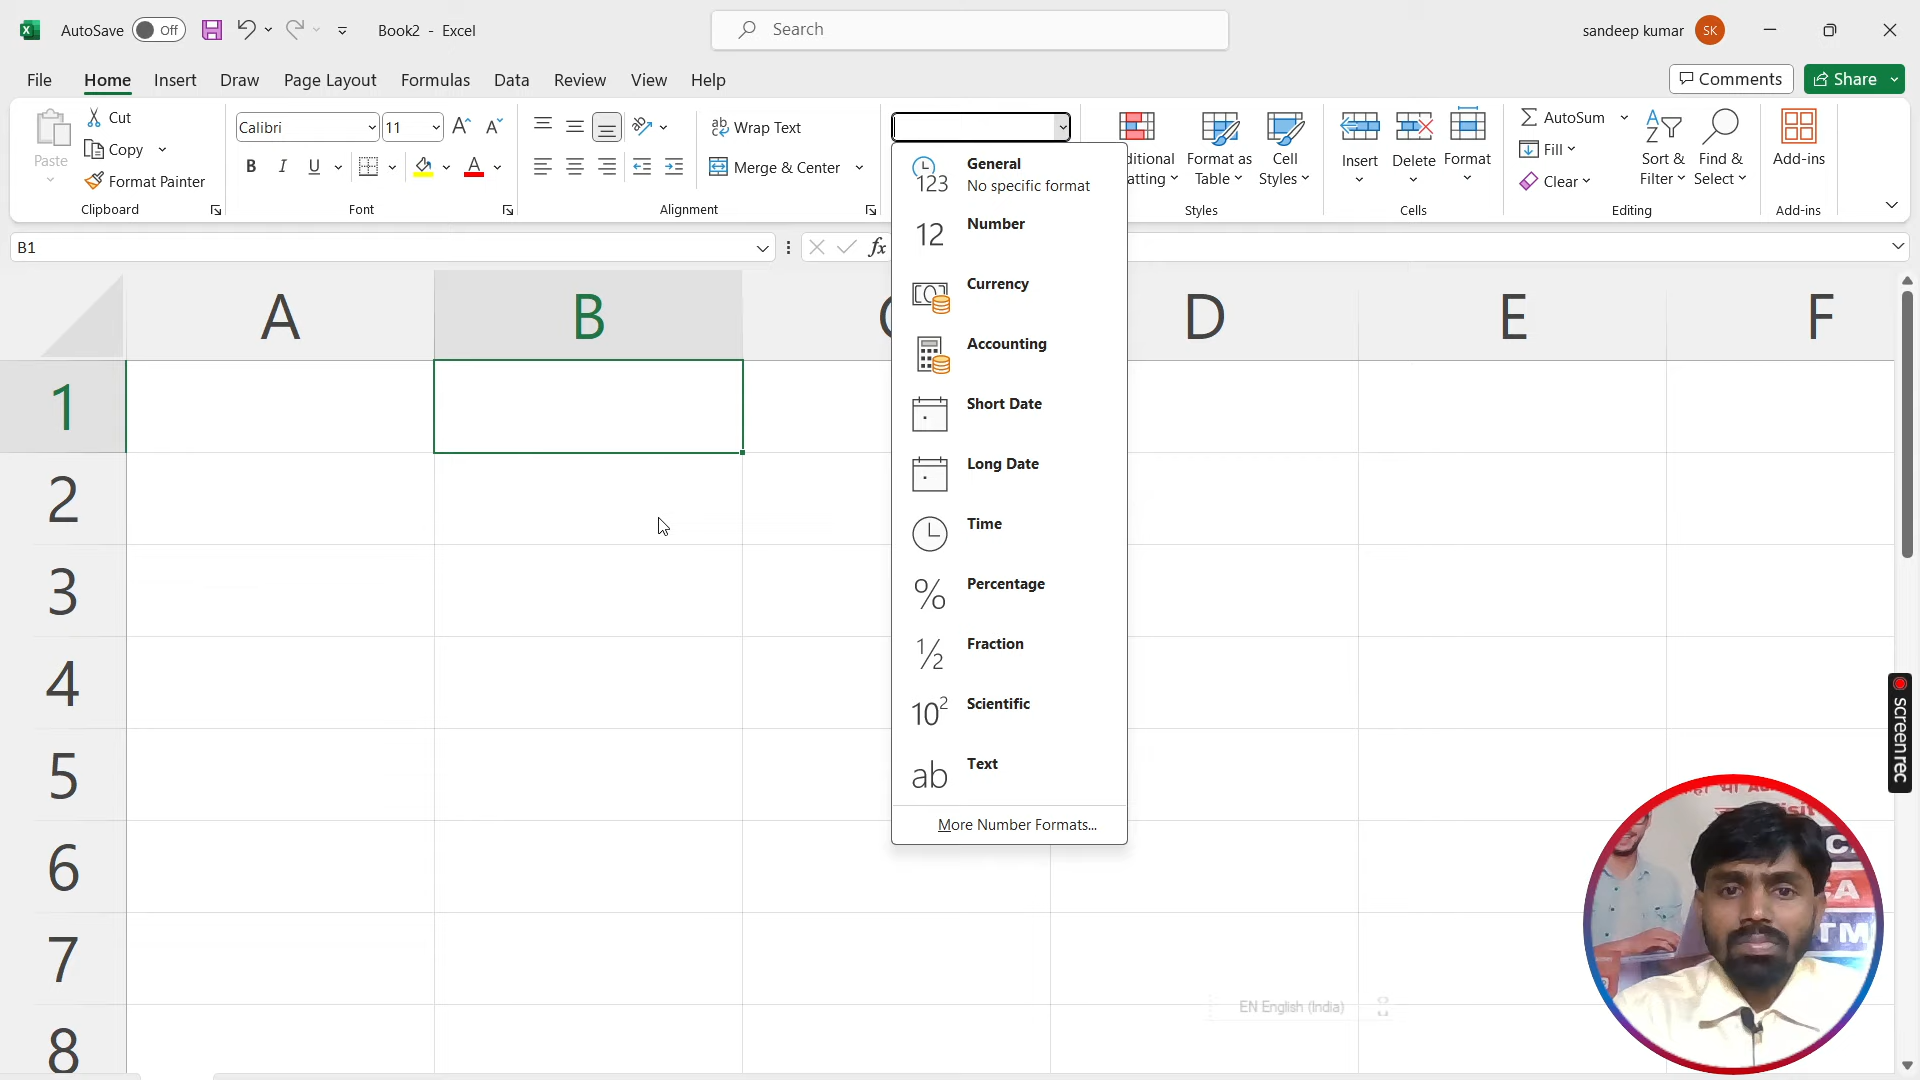 AutoSave Off Book2 - Excel Search sandeep kumar SK
File Home Insert Draw Page Layout Formulas Data Review View Help Comments Share
Paste
Cut
Copy
Format Painter
Clipboard
Calibri 11
B I U A
Font
Wrap Text
Merge & Center
Alignment
Format as Table
Cell Styles
Styles
Insert
Delete
Format
Cells
AutoSum
Fill
Clear
Sort & Filter
Find & Select
Editing
Add-ins
Add-ins
B1 fx
General
No specific format
123
12 Number
Currency
Accounting
Short Date
Long Date
Time
% Percentage
1/2 Fraction
10² Scientific
ab Text
More Number Formats...
A B D E F
1
2
3
4
5
6
7
8
screenrec
EN English (India)